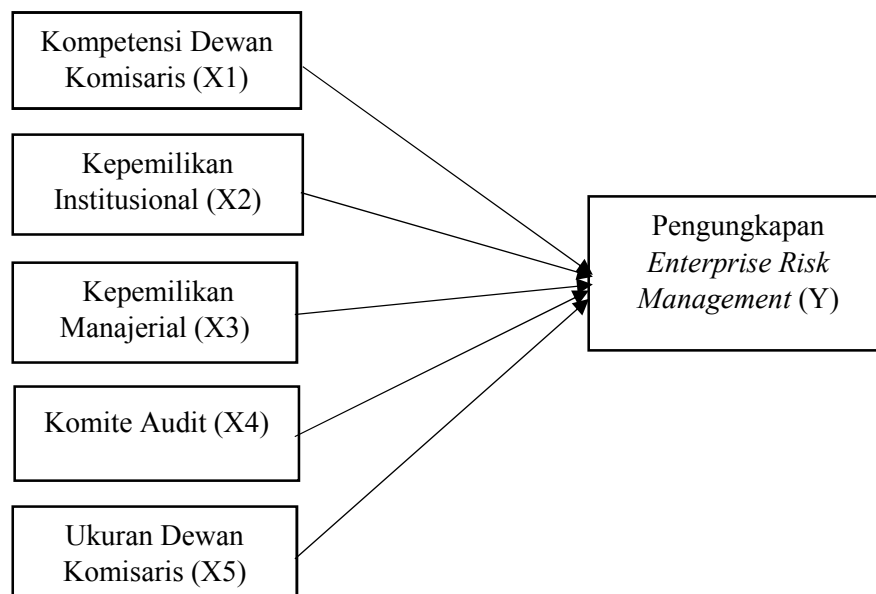 Kompetensi Dewan
Komisaris (X1)
Kepemilikan
Institusional (X2)
Kepemilikan
Manajerial (X3)
Komite Audit (X4)
Ukuran Dewan
Komisaris (X5)
Pengungkapan
Enterprise Risk
Management (Y)